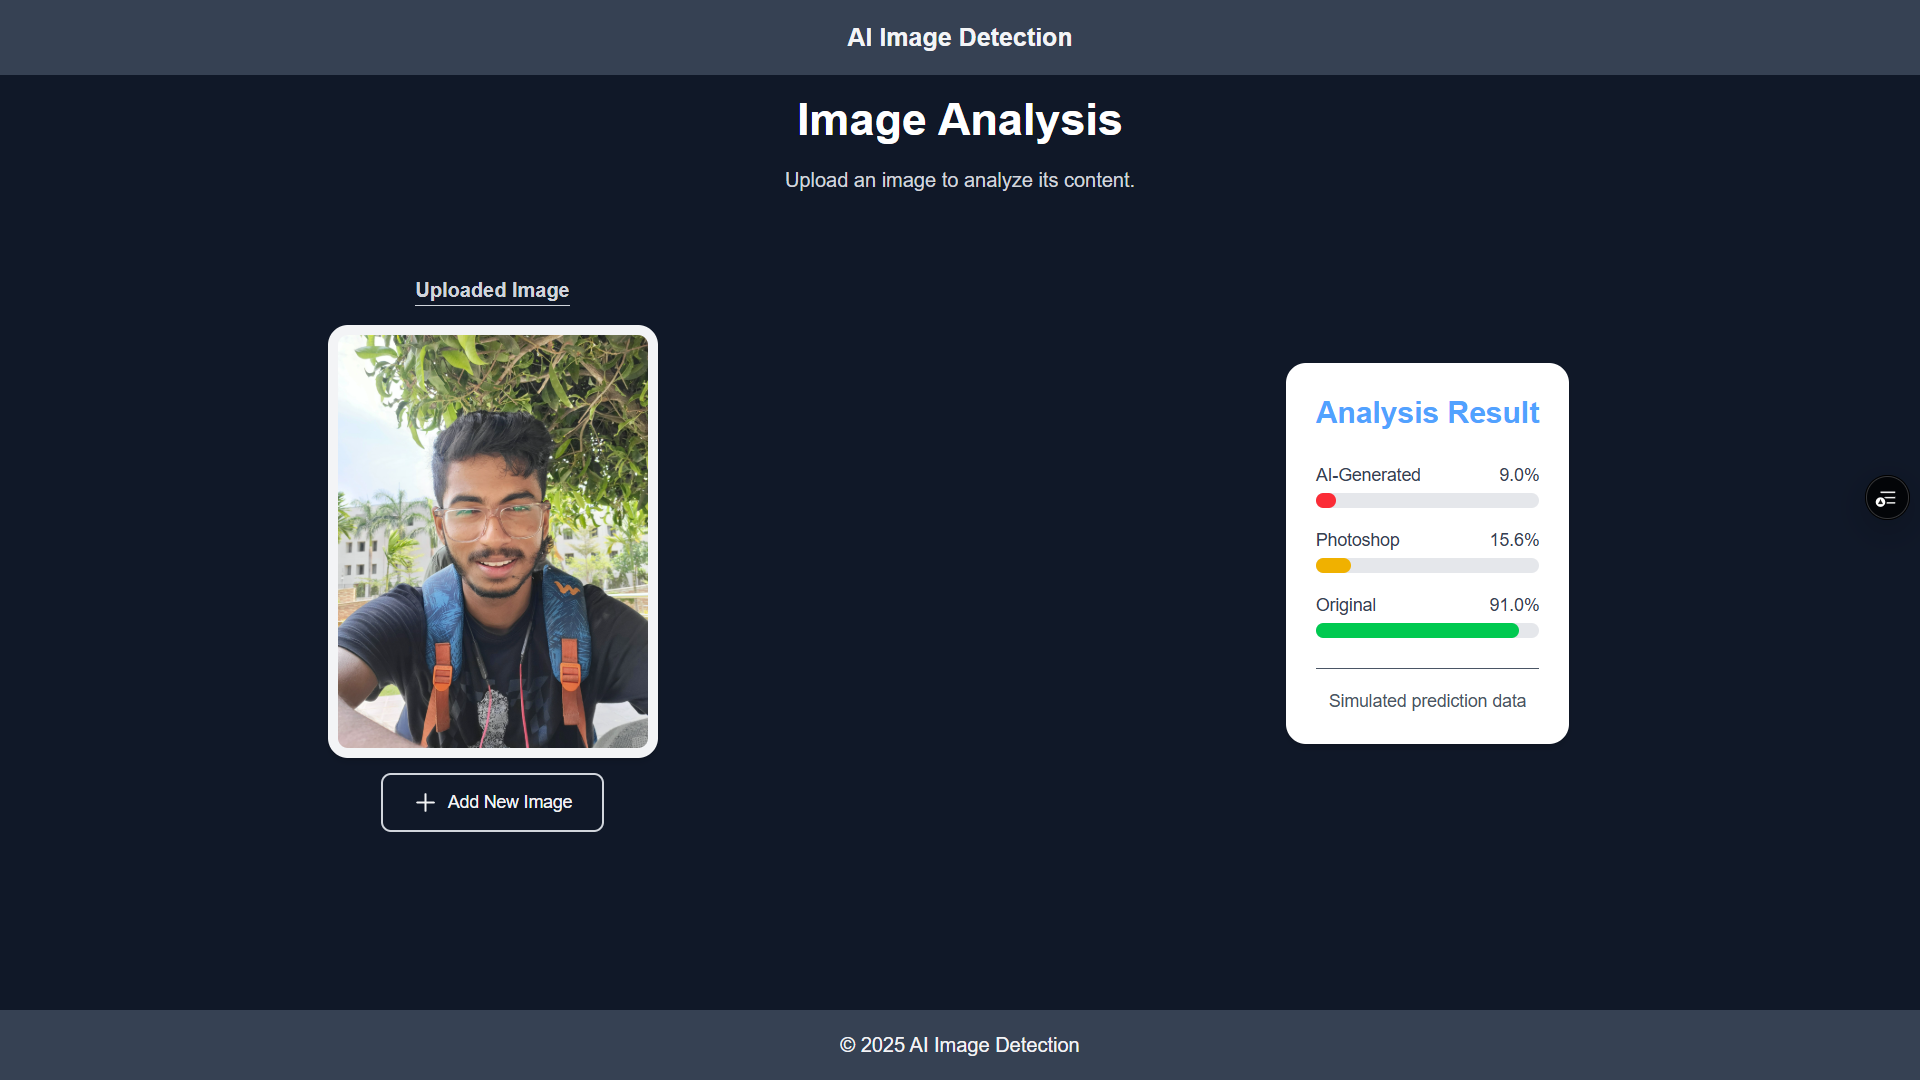 AI Image Detection
Image Analysis
Upload an image to analyze its content.
Uploaded Image
Add New Image
Analysis Result
AI-Generated 9.0%
Photoshop 15.6%
Original 91.0%
Simulated prediction data
© 2025 AI Image Detection